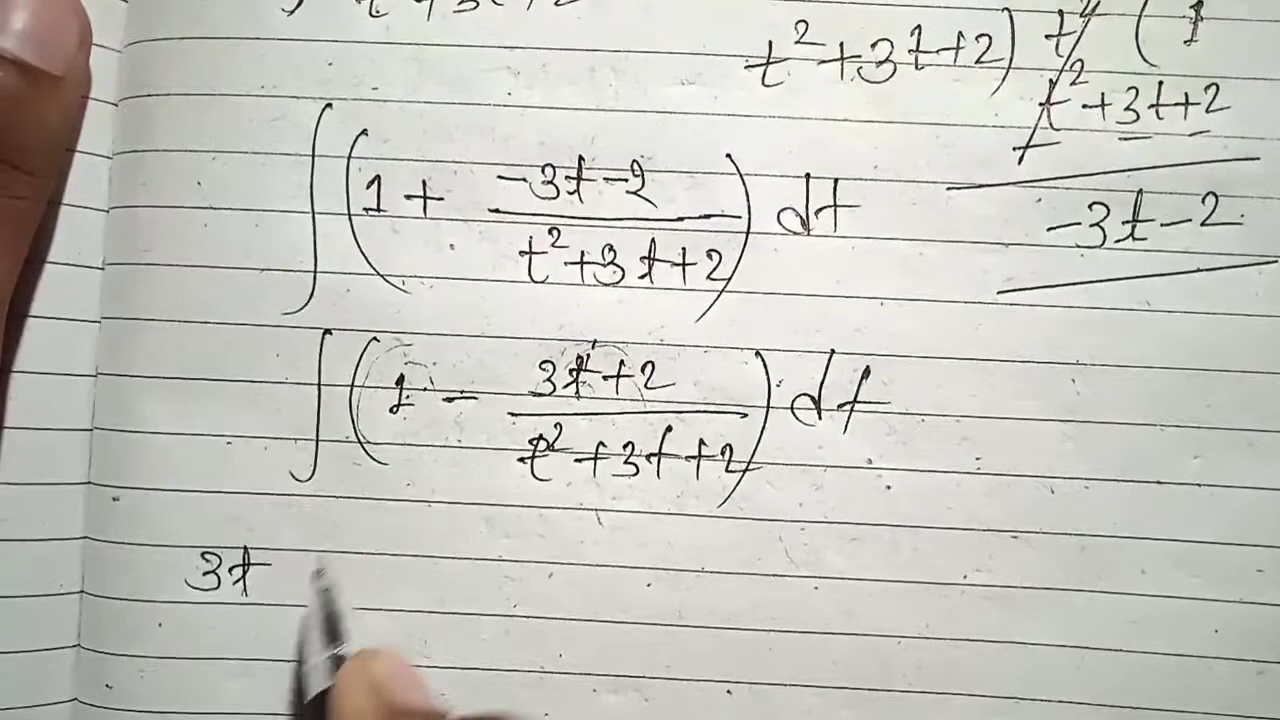 t²+3t+2) t² ( 1
t²+3t+2
-3t-2
∫(1 + (-3t-2)/(t²+3t+2)) dt
∫(1 - (3t+2)/(t²+3t+2)) dt
3t